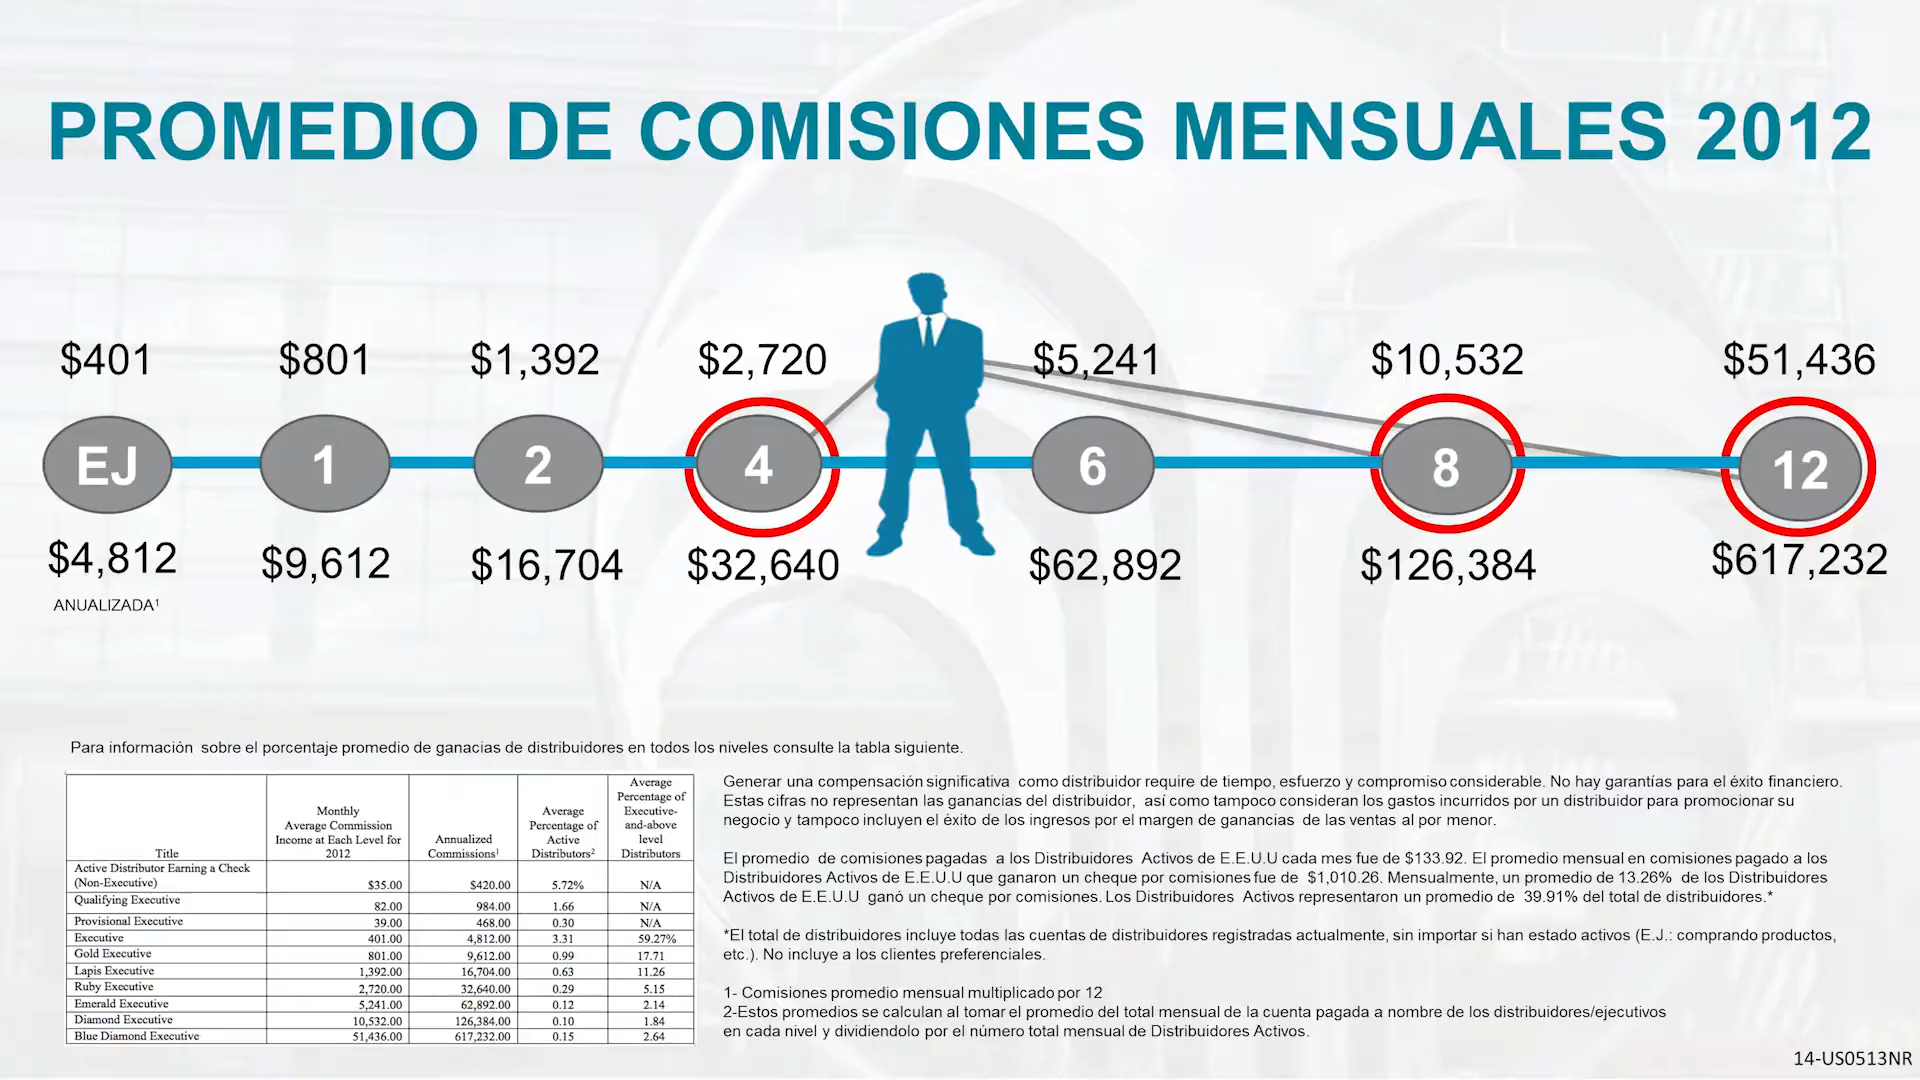 PROMEDIO DE COMISIONES MENSUALES 2012
$401 $801 $1,392 $2,720 $5,241 $10,532 $51,436
EJ 1 2 4 6 8 12
$4,812 $9,612 $16,704 $32,640 $62,892 $126,384 $617,232
ANUALIZADA¹
Para información sobre el porcentaje promedio de ganacias de distribuidores en todos los niveles consulte la tabla siguiente.
Title | Monthly Average Commission Income at Each Level for 2012 | Annualized Commissions¹ | Average Percentage of Active Distributors² | Average Percentage of Executive-and-above level Distributors
Active Distributor Earning a Check (Non-Executive) $35.00 $420.00 5.72% N/A
Qualifying Executive 82.00 984.00 1.66 N/A
Provisional Executive 39.00 468.00 0.30 N/A
Executive 401.00 4,812.00 3.31 59.27%
Gold Executive 801.00 9,612.00 0.99 17.71
Lapis Executive 1,392.00 16,704.00 0.63 11.26
Ruby Executive 2,720.00 32,640.00 0.29 5.15
Emerald Executive 5,241.00 62,892.00 0.12 2.14
Diamond Executive 10,532.00 126,384.00 0.10 1.84
Blue Diamond Executive 51,436.00 617,232.00 0.15 2.64
Generar una compensación significativa como distribuidor require de tiempo, esfuerzo y compromiso considerable. No hay garantías para el éxito financiero.
Estas cifras no representan las ganancias del distribuidor, así como tampoco consideran los gastos incurridos por un distribuidor para promocionar su
negocio y tampoco incluyen el éxito de los ingresos por el margen de ganancias de las ventas al por menor.
El promedio de comisiones pagadas a los Distribuidores Activos de E.E.U.U cada mes fue de $133.92. El promedio mensual en comisiones pagado a los
Distribuidores Activos de E.E.U.U que ganaron un cheque por comisiones fue de $1,010.26. Mensualmente, un promedio de 13.26% de los Distribuidores
Activos de E.E.U.U ganó un cheque por comisiones. Los Distribuidores Activos representaron un promedio de 39.91% del total de distribuidores.*
*El total de distribuidores incluye todas las cuentas de distribuidores registradas actualmente, sin importar si han estado activos (E.J.: comprando productos,
etc.). No incluye a los clientes preferenciales.
1- Comisiones promedio mensual multiplicado por 12
2-Estos promedios se calculan al tomar el promedio del total mensual de la cuenta pagada a nombre de los distribuidores/ejecutivos
en cada nivel y dividiendolo por el número total mensual de Distribuidores Activos.
14-US0513NR